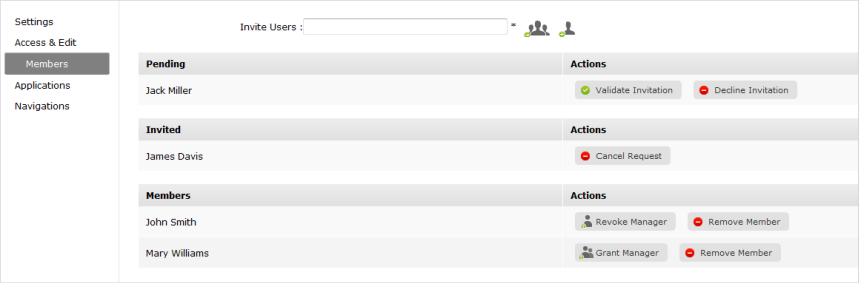 Settings
Access & Edit
Members
Applications
Navigations
Invite Users : *
Pending Actions
Jack Miller Validate Invitation Decline Invitation
Invited Actions
James Davis Cancel Request
Members Actions
John Smith Revoke Manager Remove Member
Mary Williams Grant Manager Remove Member